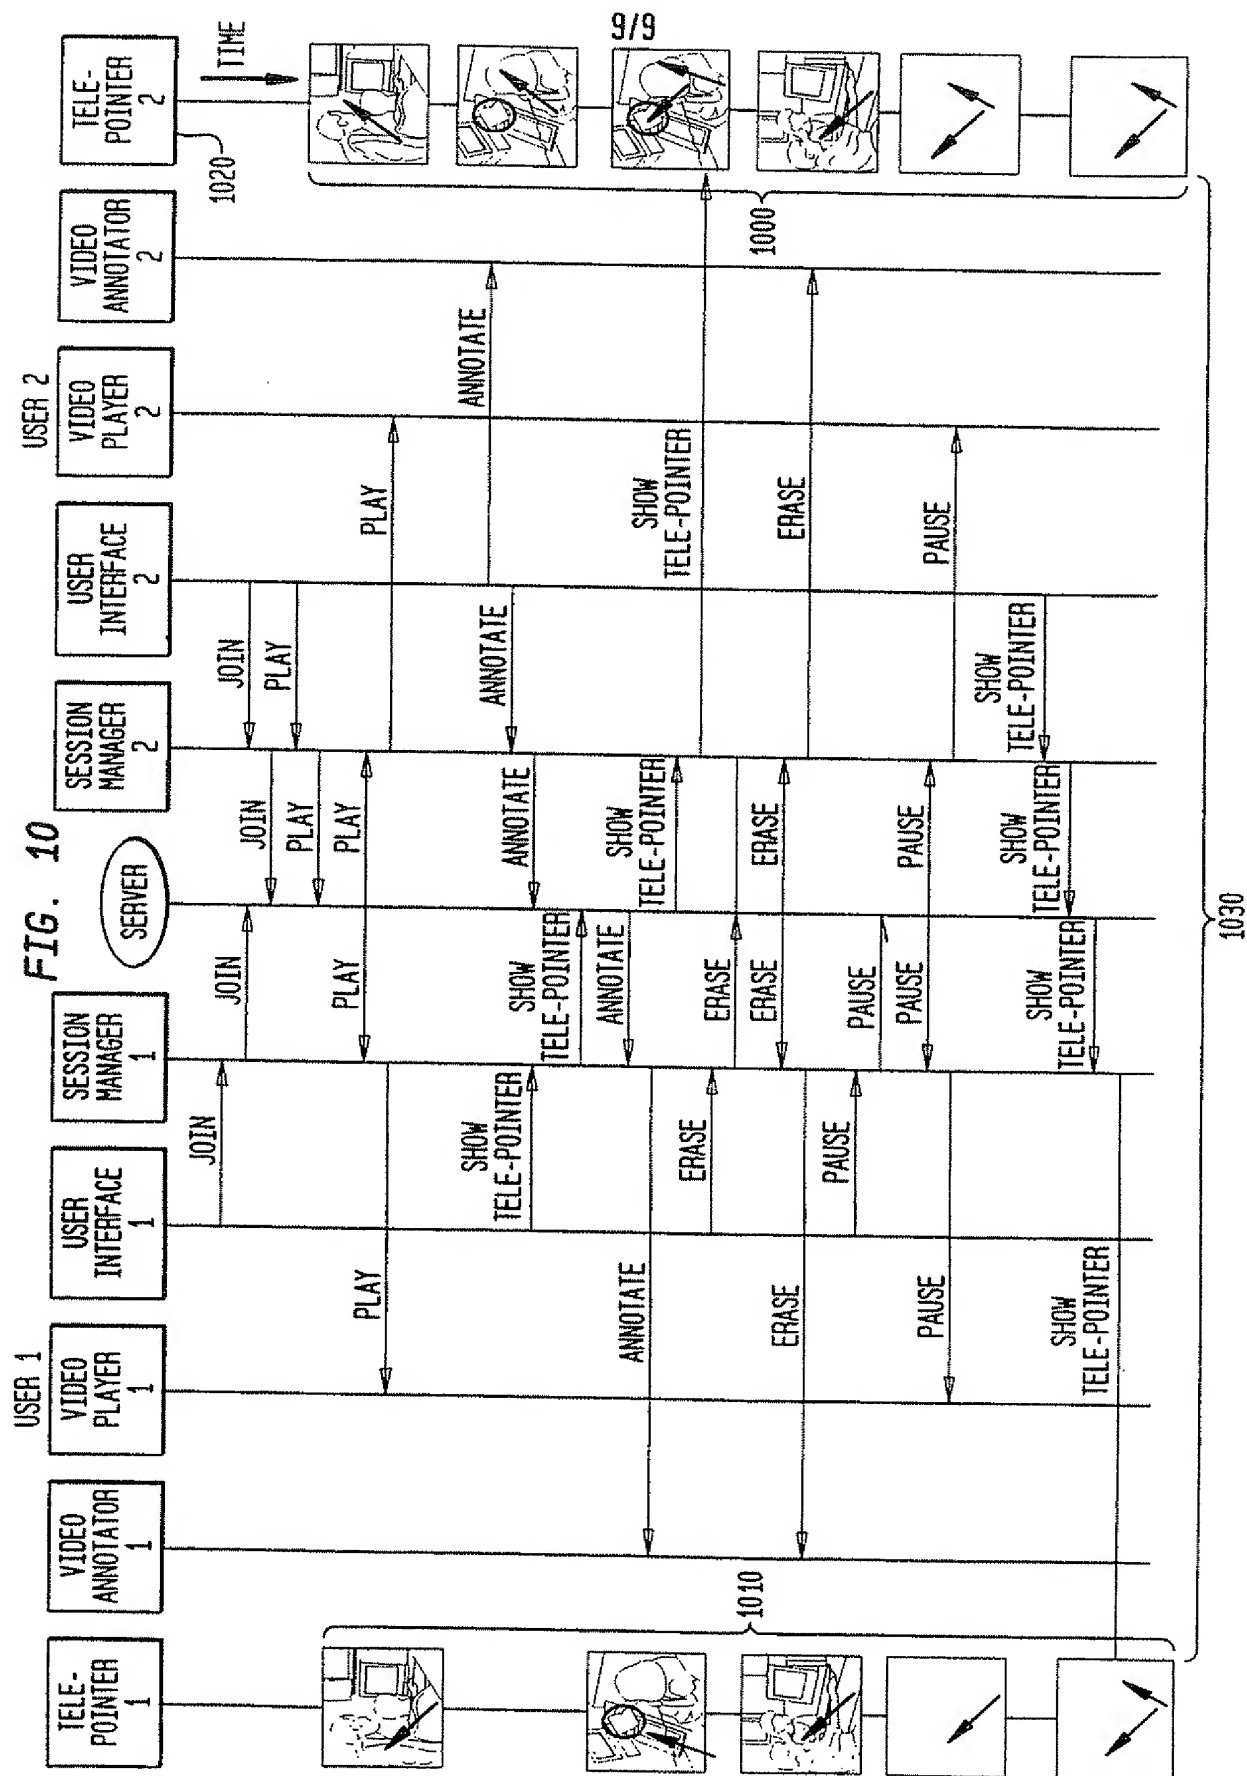 9/9
FIG. 10
USER 1
USER 2
TELE-
POINTER
1
VIDEO
ANNOTATOR
1
VIDEO
PLAYER
1
USER
INTERFACE
1
SESSION
MANAGER
1
SERVER
SESSION
MANAGER
2
USER
INTERFACE
2
VIDEO
PLAYER
2
VIDEO
ANNOTATOR
2
TELE-
POINTER
2
1020
TIME
JOIN
JOIN
JOIN
JOIN
PLAY
PLAY
PLAY
PLAY
PLAY
PLAY
ANNOTATE
ANNOTATE
ANNOTATE
SHOW
TELE-POINTER
SHOW
TELE-POINTER
ANNOTATE
ANNOTATE
SHOW
TELE-POINTER
SHOW
TELE-POINTER
ERASE
ERASE
ERASE
ERASE
ERASE
ERASE
PAUSE
PAUSE
PAUSE
PAUSE
PAUSE
PAUSE
SHOW
TELE-POINTER
SHOW
TELE-POINTER
SHOW
TELE-POINTER
SHOW
TELE-POINTER
1010
1000
1030